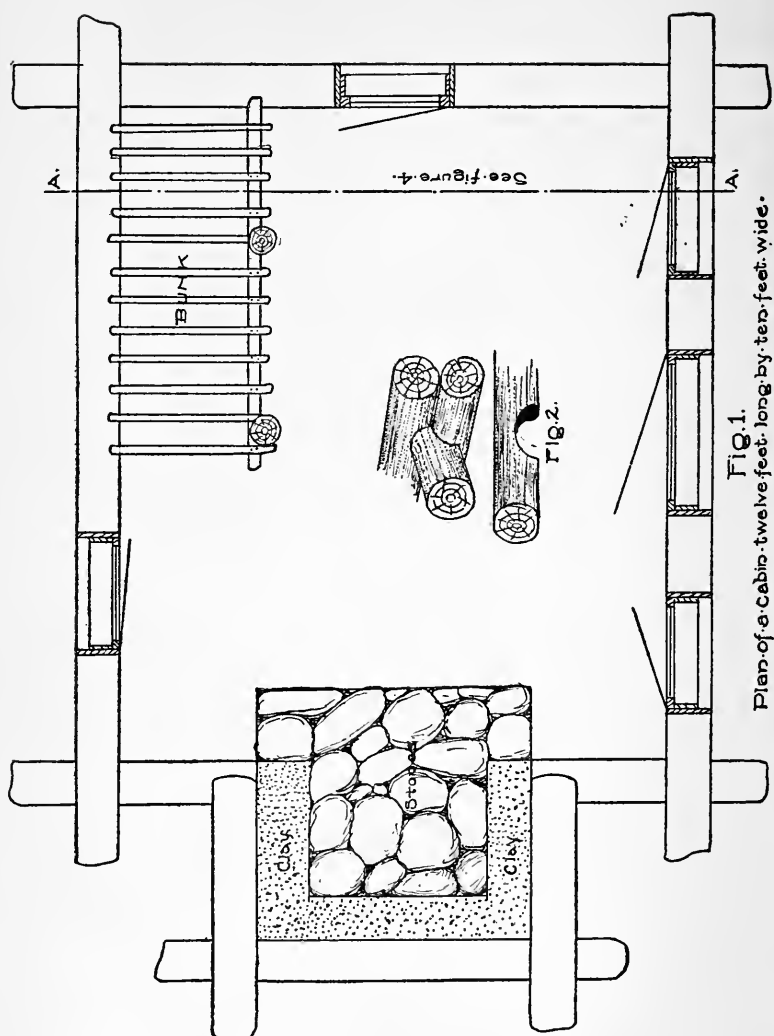 A.
See·figure·4·
A.
BUNK
Fig.2.
Clay
Stones
Clay
Fig.1.
Plan·of·a·Cabin·twelve·feet·long·by·ten·feet·wide·